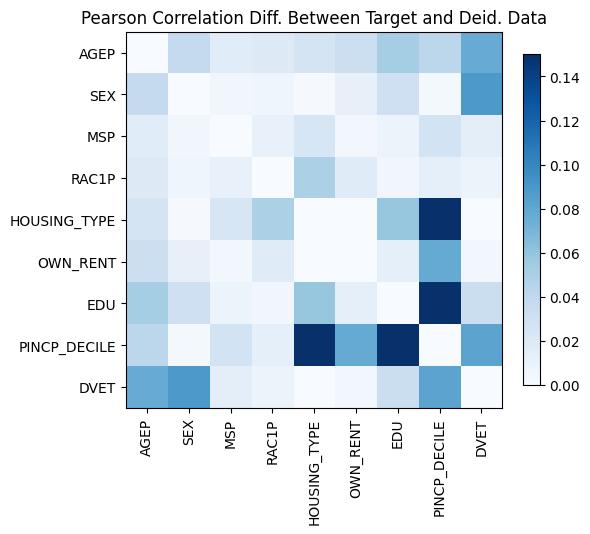 Pearson Correlation Diff. Between Target and Deid. Data
AGEP
SEX
MSP
RAC1P
HOUSING_TYPE
OWN_RENT
EDU
PINCP_DECILE
DVET
AGEP
SEX
MSP
RAC1P
HOUSING_TYPE
OWN_RENT
EDU
PINCP_DECILE
DVET
0.14
0.12
0.10
0.08
0.06
0.04
0.02
0.00